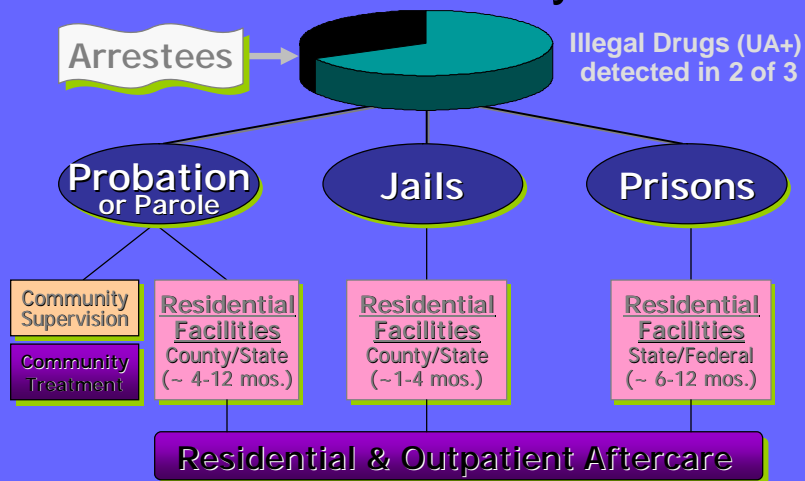 Arrestees
Illegal Drugs (UA+)
detected in 2 of 3
Probation
or Parole
Jails
Prisons
Community
Supervision
Community
Treatment
Residential
Facilities
County/State
(~ 4-12 mos.)
Residential
Facilities
County/State
(~1-4 mos.)
Residential
Facilities
State/Federal
(~ 6-12 mos.)
Residential & Outpatient Aftercare